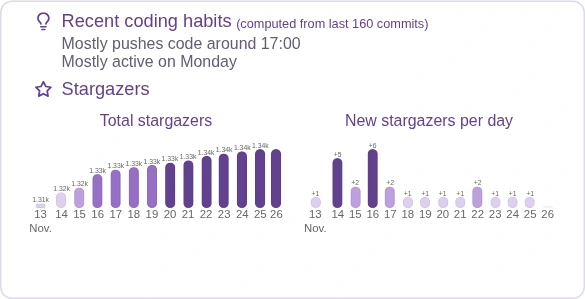 Recent coding habits (computed from last 160 commits)
Mostly pushes code around 17:00
Mostly active on Monday
Stargazers
Total stargazers
1.31k 1.32k 1.32k 1.33k 1.33k 1.33k 1.33k 1.33k 1.33k 1.34k 1.34k 1.34k 1.34k
13 14 15 16 17 18 19 20 21 22 23 24 25 26
Nov.
New stargazers per day
+1 +5 +2 +6 +2 +1 +1 +1 +1 +2 +1 +1 +1
13 14 15 16 17 18 19 20 21 22 23 24 25 26
Nov.